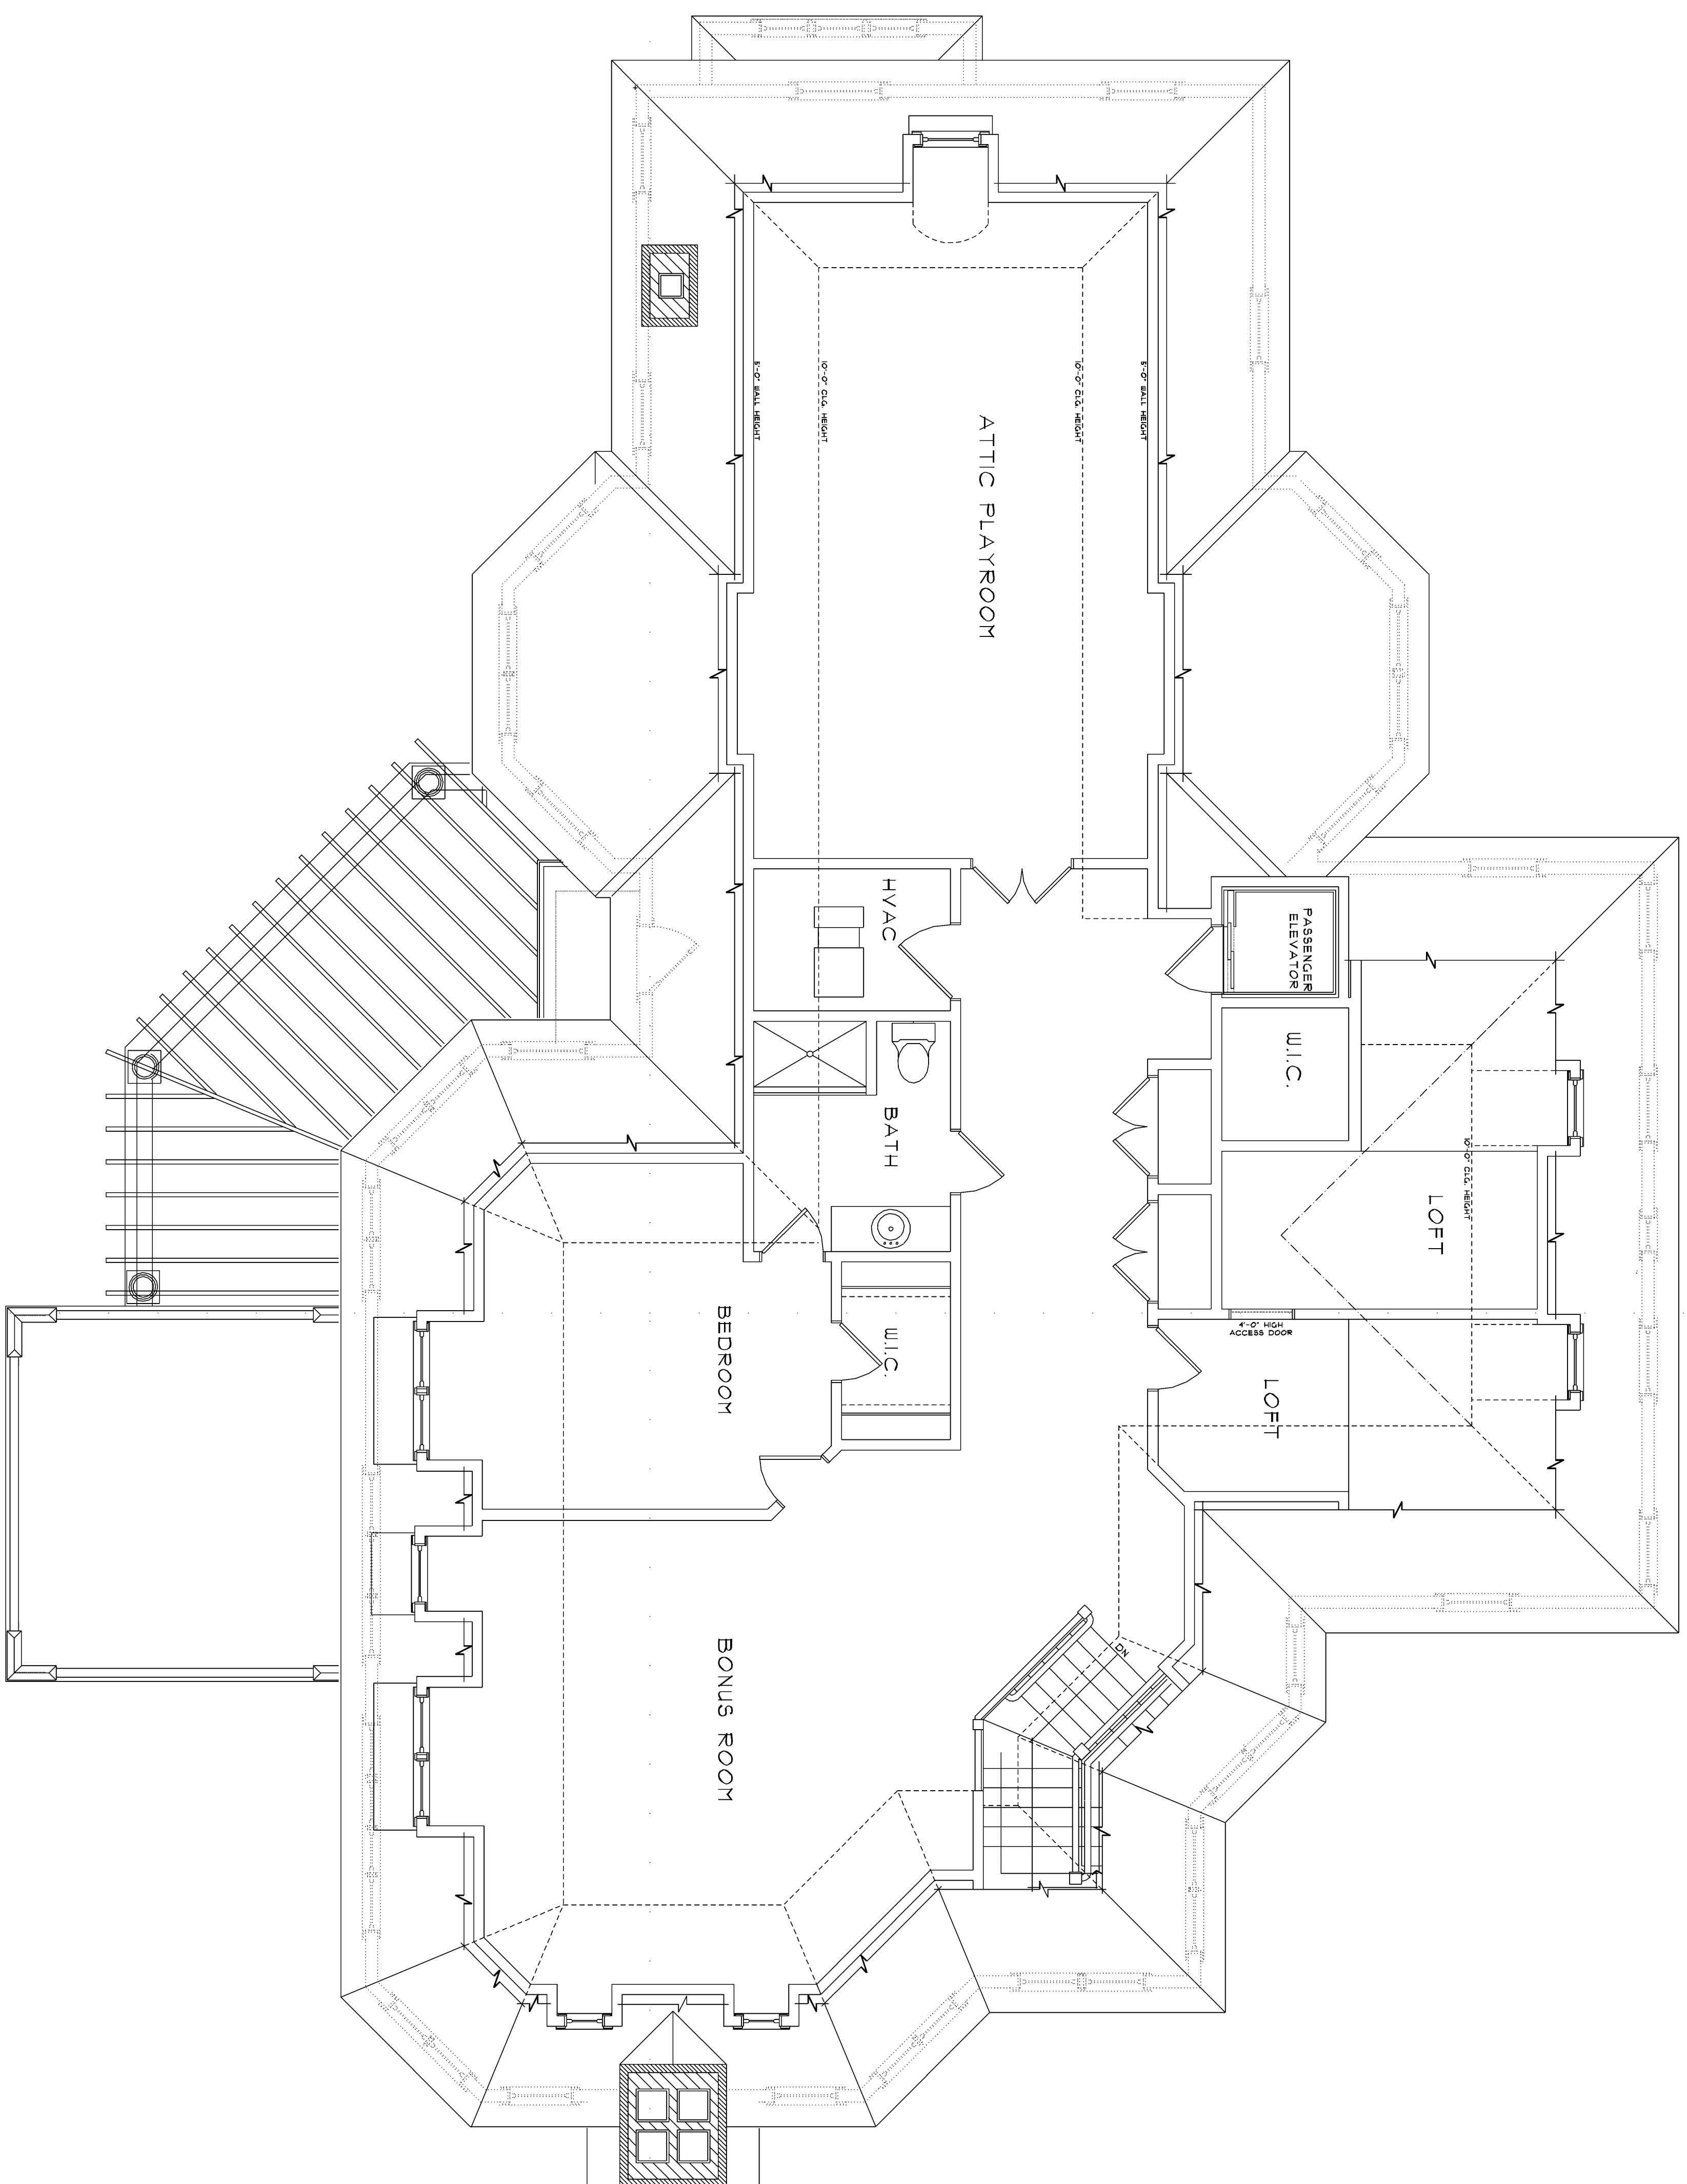 5'-0" WALL HEIGHT
10'-0" CLG. HEIGHT
10'-0" CLG. HEIGHT
5'-0" WALL HEIGHT
ATTIC PLAYROOM
HVAC
PASSENGER
ELEVATOR
W.I.C.
BATH
10'-0" CLG. HEIGHT
LOFT
4'-0" HIGH
ACCESS DOOR
BEDROOM
W.I.C.
LOFT
BONUS ROOM
DN